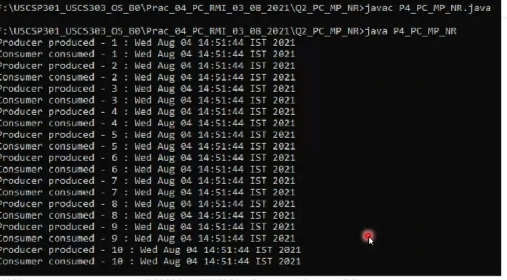 F:\USCSP301_USCS303_OS_B0\Prac_04_PC_RMI_03_08_2021\Q2_PC_MP_NR>javac P4_PC_MP_NR.java
F:\USCSP301_USCS303_OS_B0\Prac_04_PC_RMI_03_08_2021\Q2_PC_MP_NR>java P4_PC_MP_NR
Producer produced - 1 : Wed Aug 04 14:51:44 IST 2021
Consumer consumed - 1 : Wed Aug 04 14:51:44 IST 2021
Producer produced - 2 : Wed Aug 04 14:51:44 IST 2021
Consumer consumed - 2 : Wed Aug 04 14:51:44 IST 2021
Producer produced - 3 : Wed Aug 04 14:51:44 IST 2021
Consumer consumed - 3 : Wed Aug 04 14:51:44 IST 2021
Producer produced - 4 : Wed Aug 04 14:51:44 IST 2021
Consumer consumed - 4 : Wed Aug 04 14:51:44 IST 2021
Producer produced - 5 : Wed Aug 04 14:51:44 IST 2021
Consumer consumed - 5 : Wed Aug 04 14:51:44 IST 2021
Producer produced - 6 : Wed Aug 04 14:51:44 IST 2021
Consumer consumed - 6 : Wed Aug 04 14:51:44 IST 2021
Producer produced - 7 : Wed Aug 04 14:51:44 IST 2021
Consumer consumed - 7 : Wed Aug 04 14:51:44 IST 2021
Producer produced - 8 : Wed Aug 04 14:51:44 IST 2021
Consumer consumed - 8 : Wed Aug 04 14:51:44 IST 2021
Producer produced - 9 : Wed Aug 04 14:51:44 IST 2021
Consumer consumed - 9 : Wed Aug 04 14:51:44 IST 2021
Producer produced - 10 : Wed Aug 04 14:51:44 IST 2021
Consumer consumed - 10 : Wed Aug 04 14:51:44 IST 2021